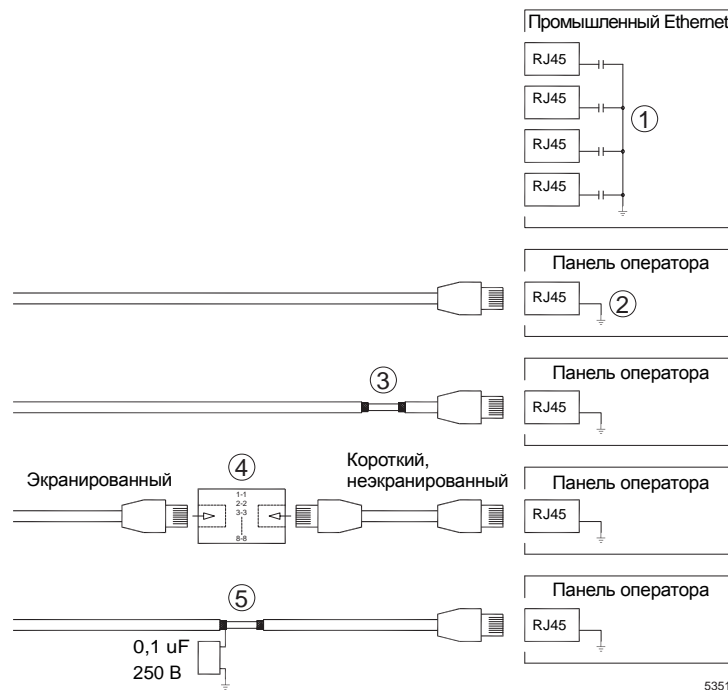 Промышленный Ethernet
RJ45
RJ45
1
RJ45
RJ45
Панель оператора
RJ45
2
Панель оператора
3
RJ45
Экранированный
4
Короткий,
неэкранированный
Панель оператора
1-1
2-2
3-3
8-8
RJ45
Панель оператора
5
RJ45
0,1 uF
250 В
5351